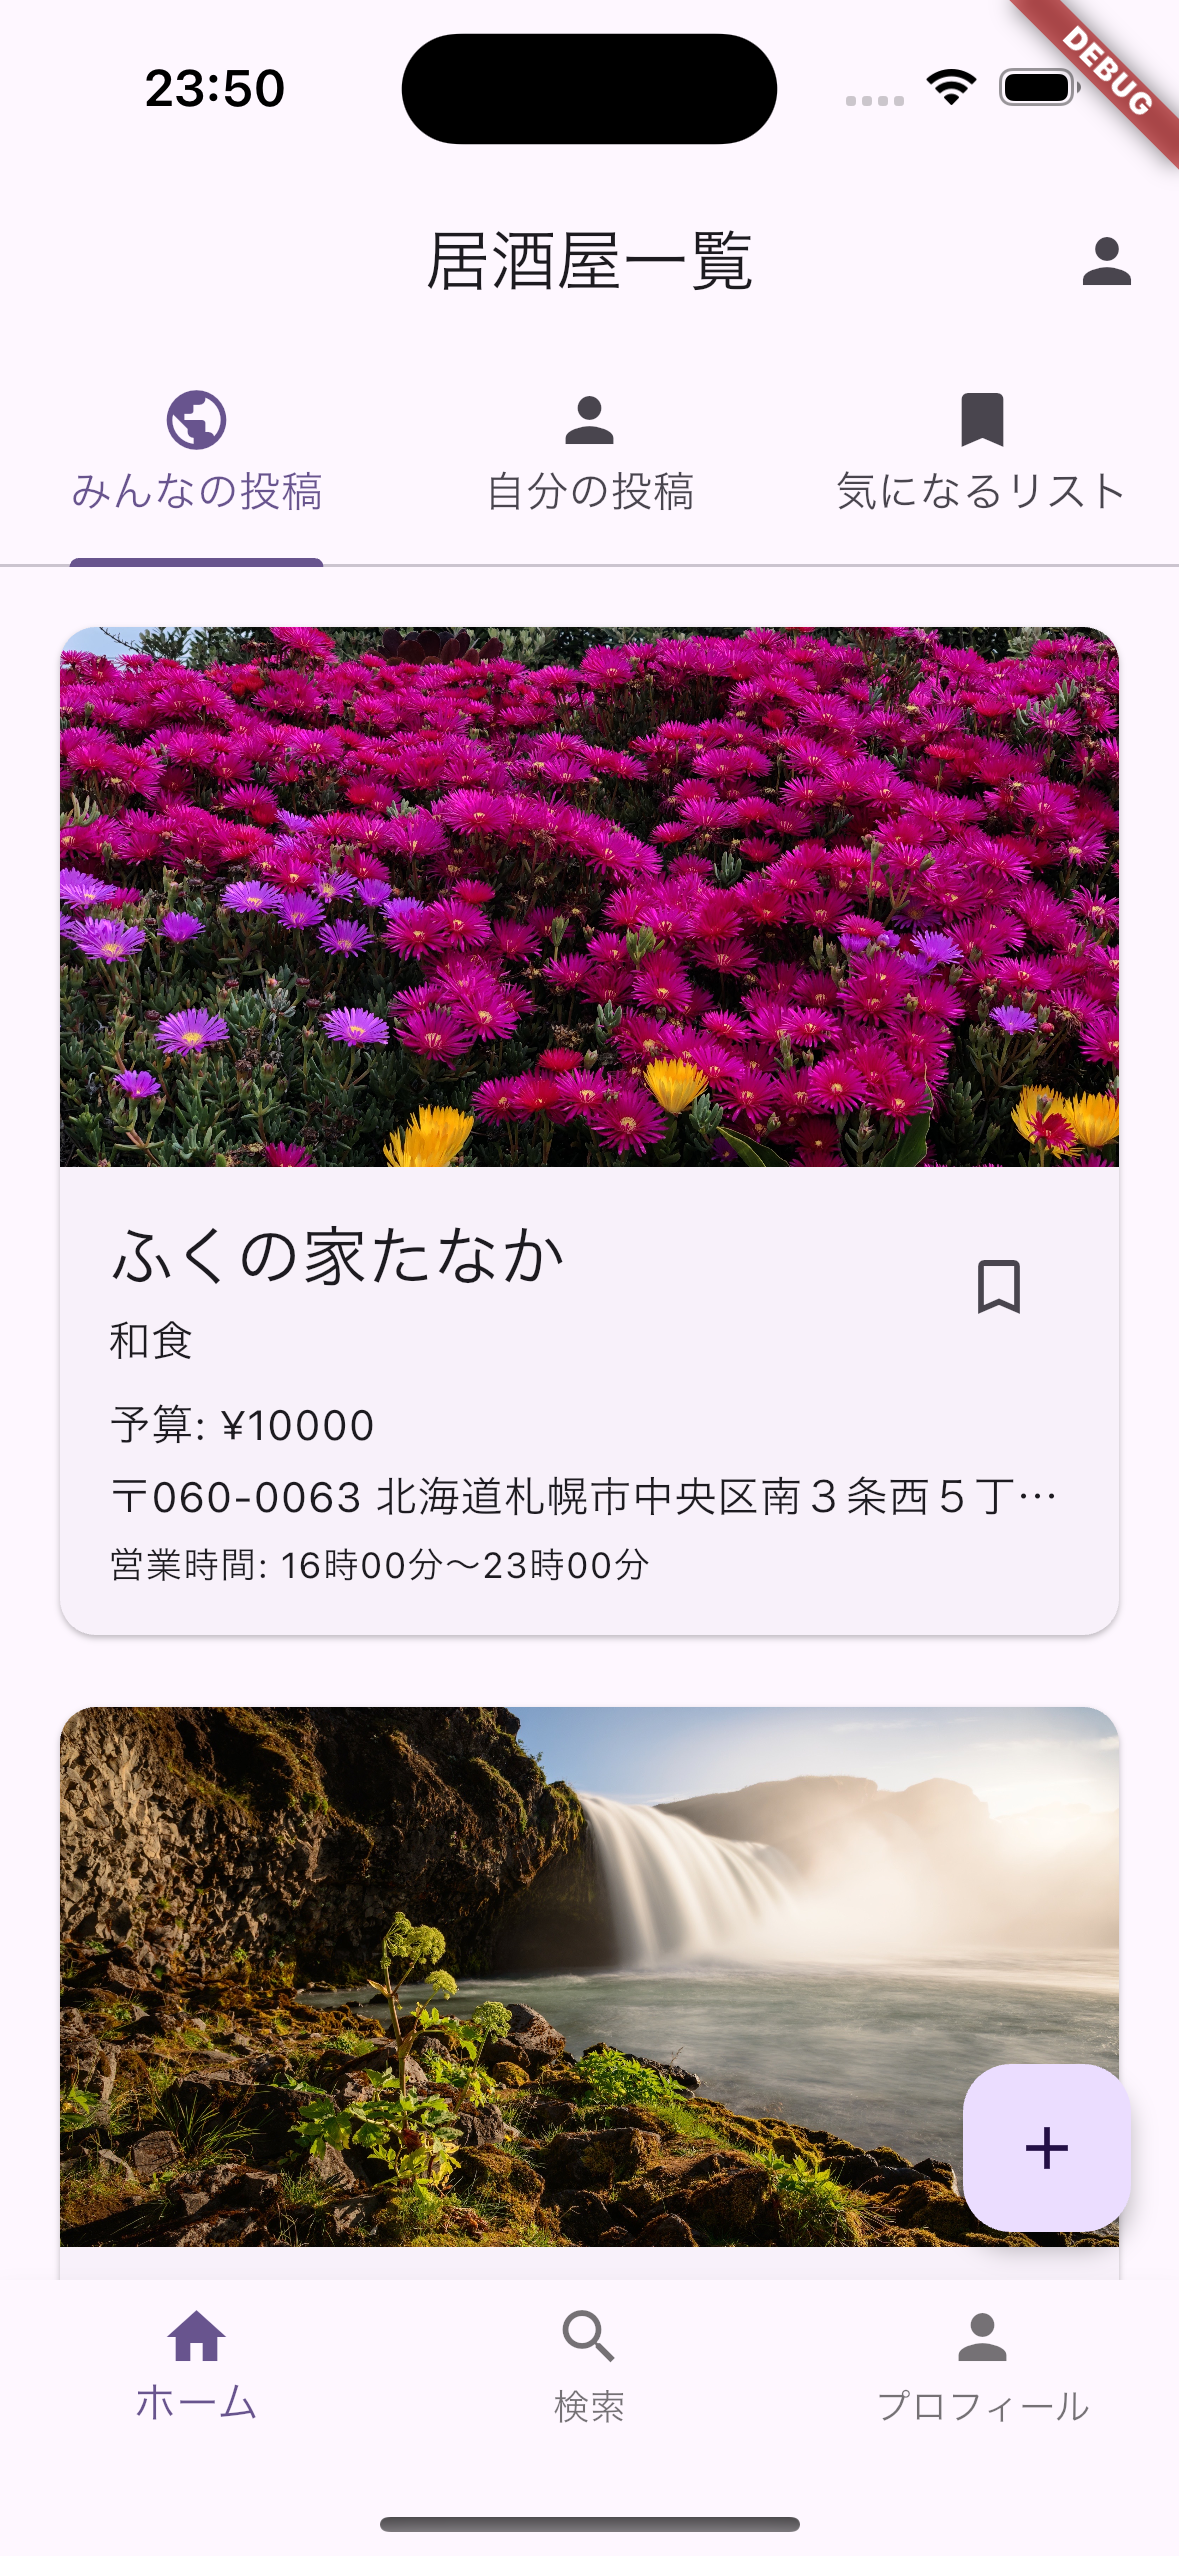 23:50
DEBUG
居酒屋一覧
みんなの投稿
自分の投稿
気になるリスト
ふくの家たなか
和食
予算: ¥10000
〒060-0063 北海道札幌市中央区南３条西５丁…
営業時間: 16時00分〜23時00分
ホーム
検索
プロフィール